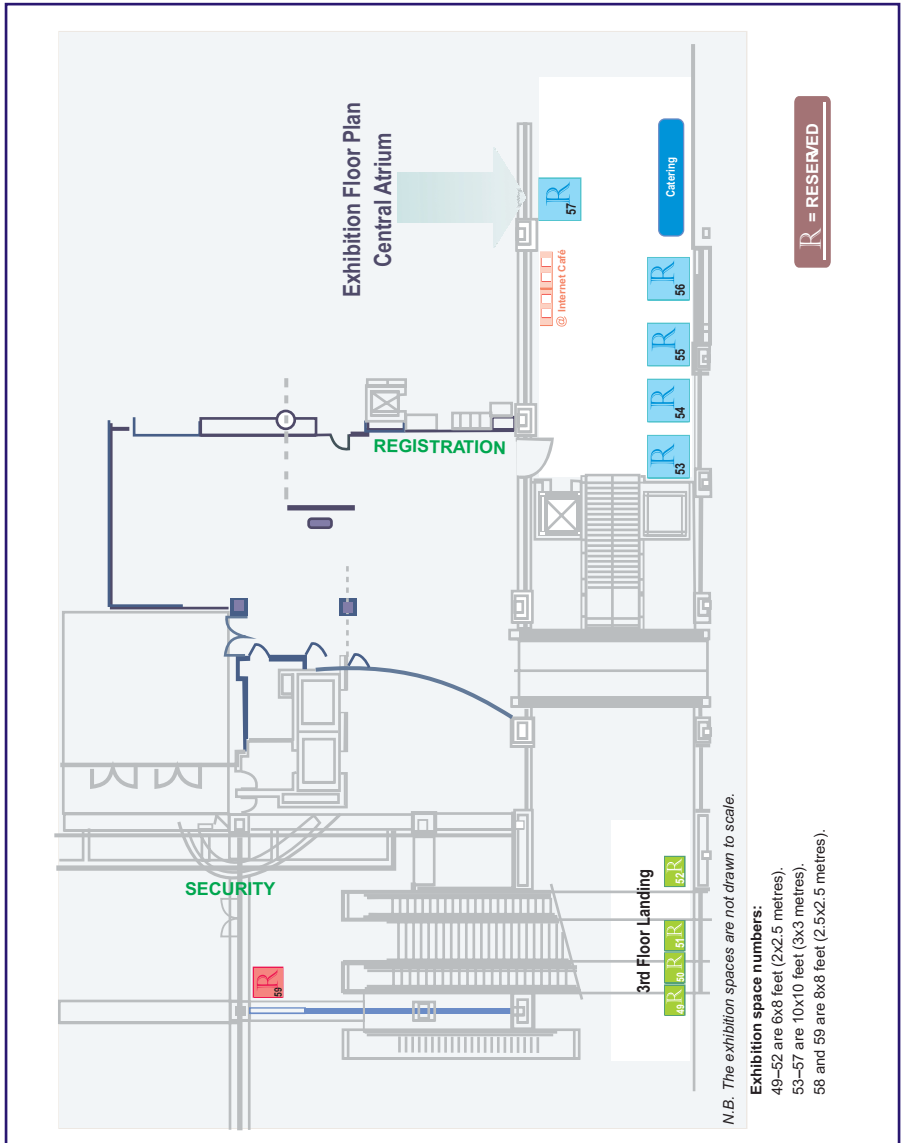 Exhibition Floor Plan
Central Atrium
R
57
Catering
@ Internet Café
R
56
R
55
R
54
R
53
REGISTRATION
SECURITY
R
59
3rd Floor Landing
52 R
51 R
50 R
49 R
R = RESERVED
N.B. The exhibition spaces are not drawn to scale.
Exhibition space numbers:
49–52 are 6x8 feet (2x2.5 metres).
53–57 are 10x10 feet (3x3 metres).
58 and 59 are 8x8 feet (2.5x2.5 metres).